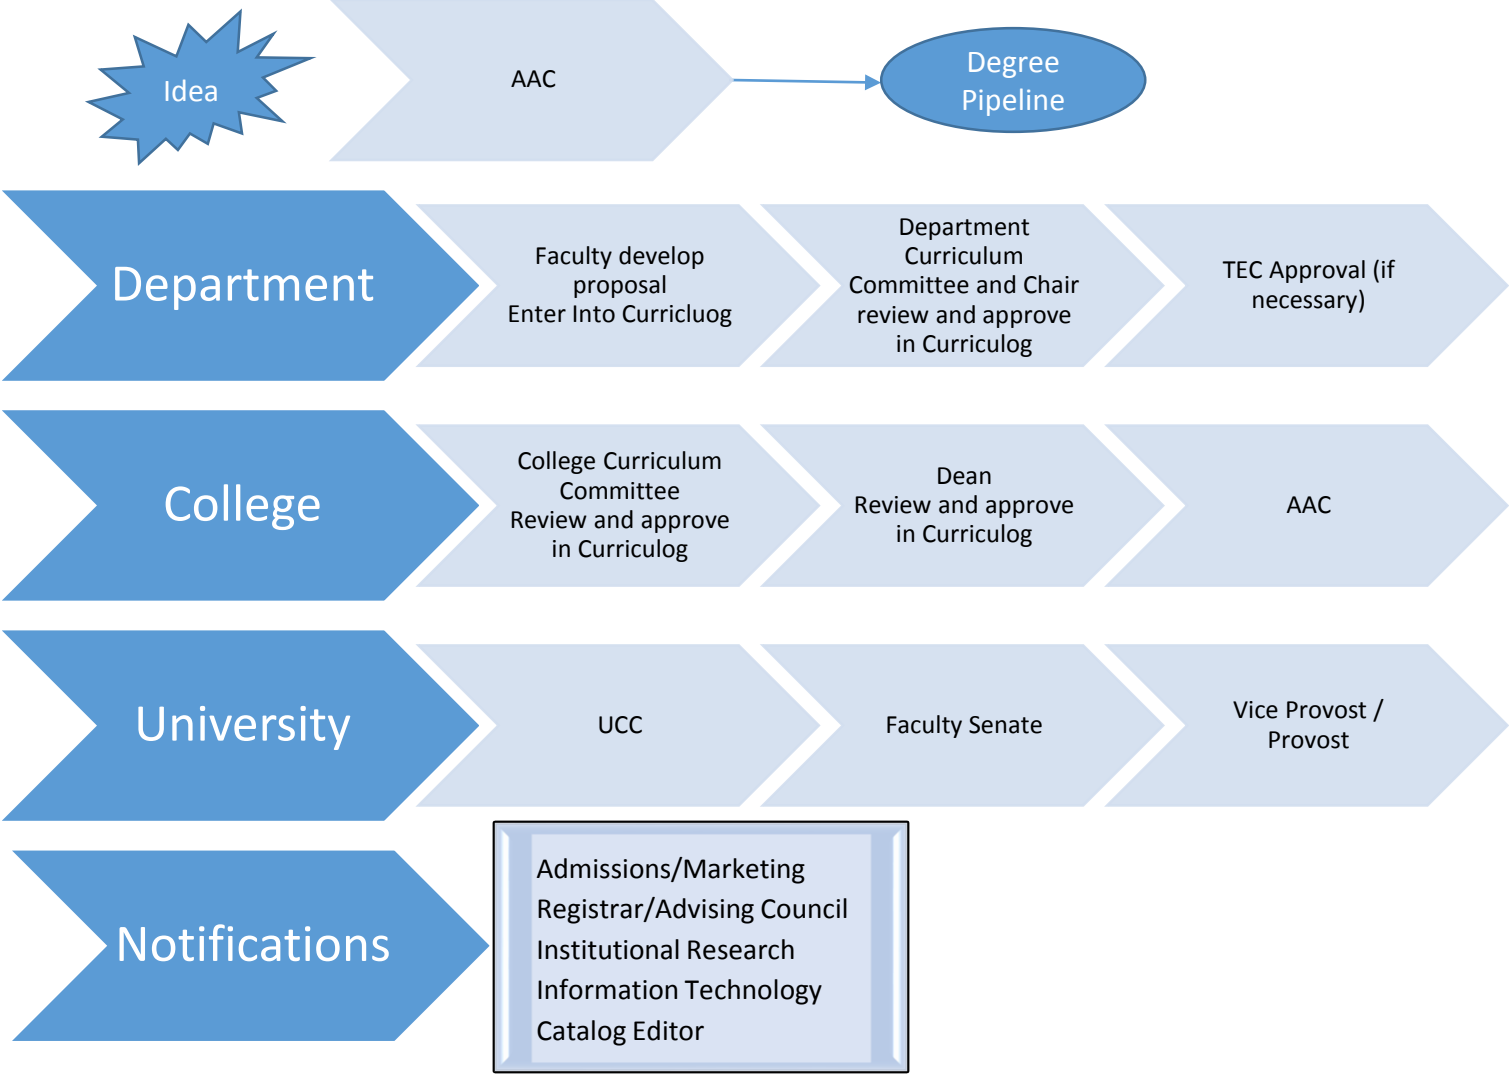 Idea
AAC
Degree
Pipeline
Department
Faculty develop
proposal
Enter Into Curricluog
Department
Curriculum
Committee and Chair
review and approve
in Curriculog
TEC Approval (if
necessary)
College
College Curriculum
Committee
Review and approve
in Curriculog
Dean
Review and approve
in Curriculog
AAC
University
UCC
Faculty Senate
Vice Provost /
Provost
Notifications
Admissions/Marketing
Registrar/Advising Council
Institutional Research
Information Technology
Catalog Editor